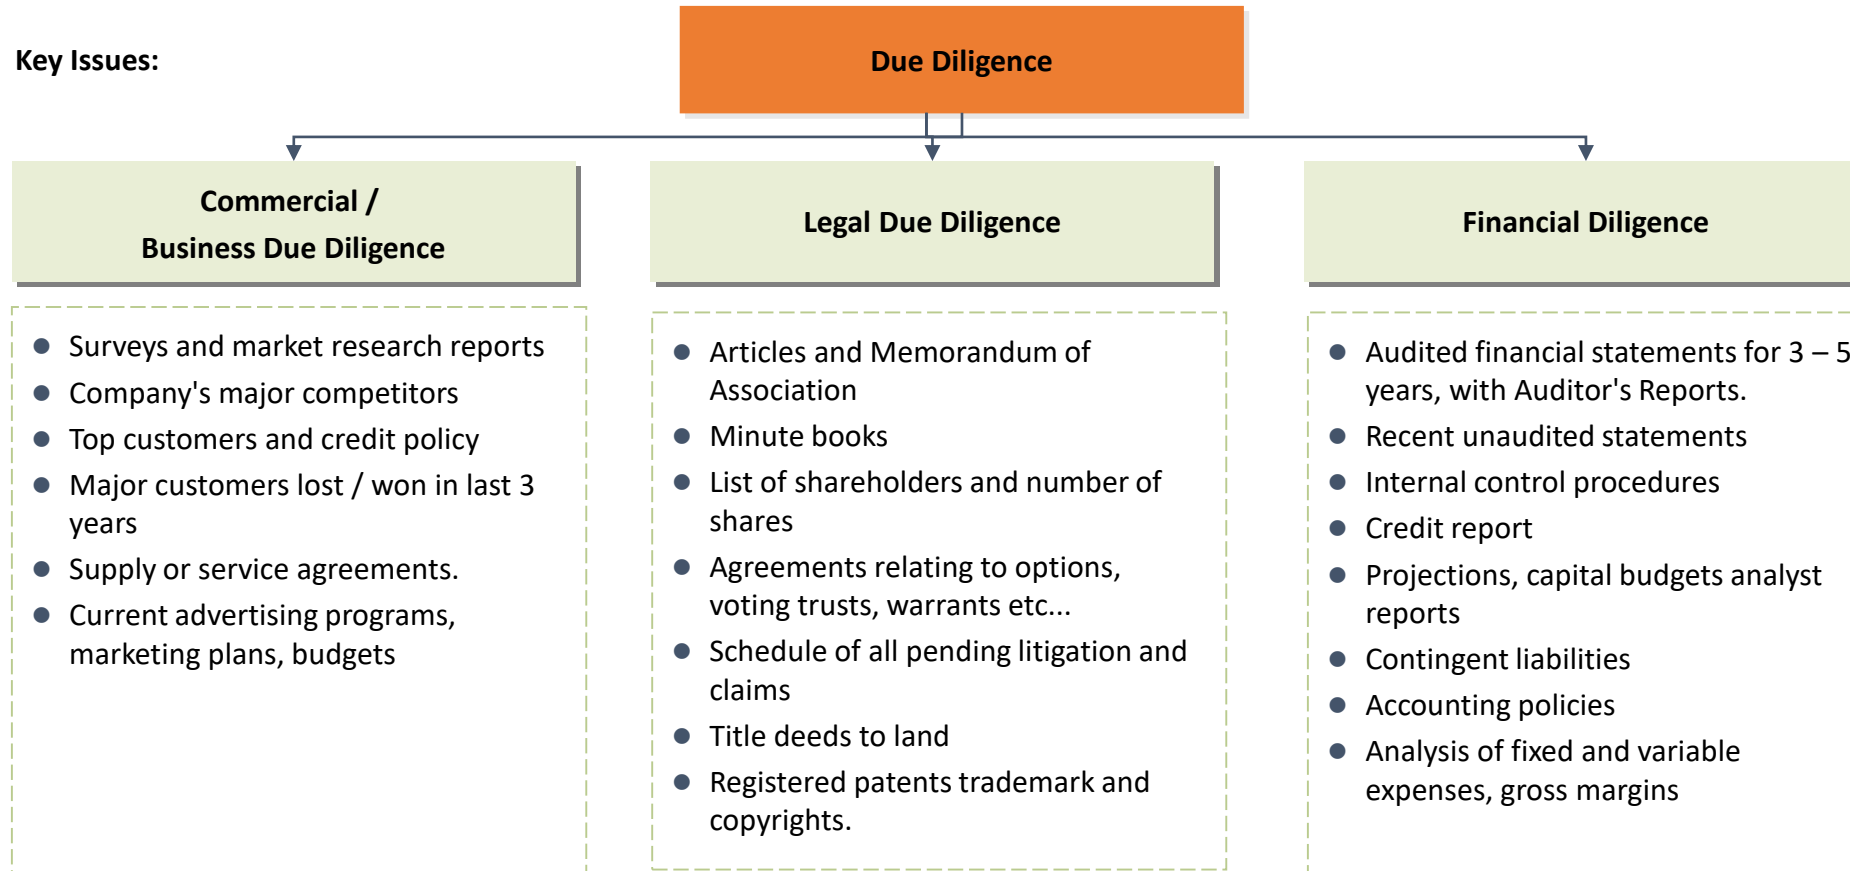 Key Issues:
Due Diligence
Commercial /
Business Due Diligence
● Surveys and market research reports
● Company's major competitors
● Top customers and credit policy
● Major customers lost / won in last 3
years
● Supply or service agreements.
● Current advertising programs,
marketing plans, budgets
Legal Due Diligence
● Articles and Memorandum of
Association
● Minute books
● List of shareholders and number of
shares
● Agreements relating to options,
voting trusts, warrants etc...
● Schedule of all pending litigation and
claims
● Title deeds to land
● Registered patents trademark and
copyrights.
Financial Diligence
● Audited financial statements for 3 – 5
years, with Auditor's Reports.
● Recent unaudited statements
● Internal control procedures
● Credit report
● Projections, capital budgets analyst
reports
● Contingent liabilities
● Accounting policies
● Analysis of fixed and variable
expenses, gross margins